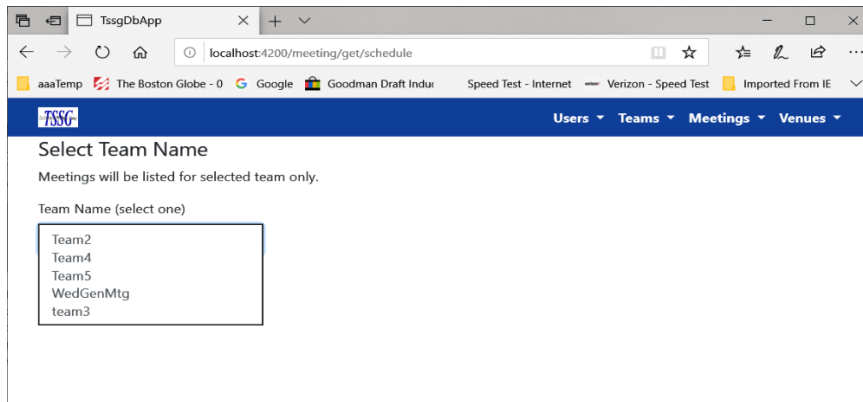 TssgDbApp
localhost:4200/meeting/get/schedule
aaaTemp The Boston Globe - 0 G Google Goodman Draft Induc Speed Test - Internet Verizon - Speed Test Imported From IE
TSSG Users Teams Meetings Venues
Select Team Name
Meetings will be listed for selected team only.
Team Name (select one)
Team2
Team4
Team5
WedGenMtg
team3